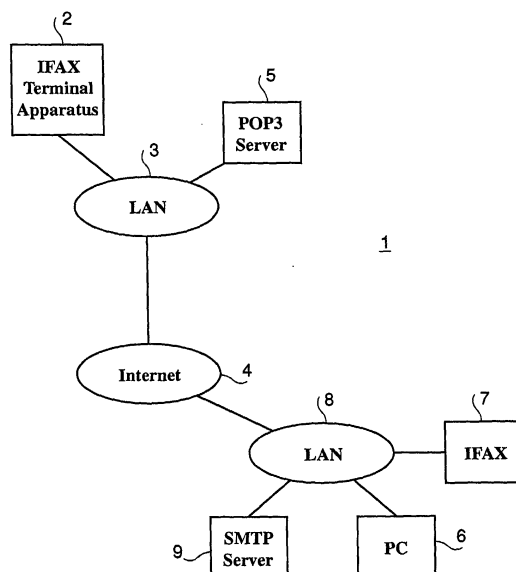 2
IFAX
Terminal
Apparatus
5
POP3
Server
3
LAN
1
Internet
4
8
LAN
7
IFAX
9
SMTP
Server
PC
6